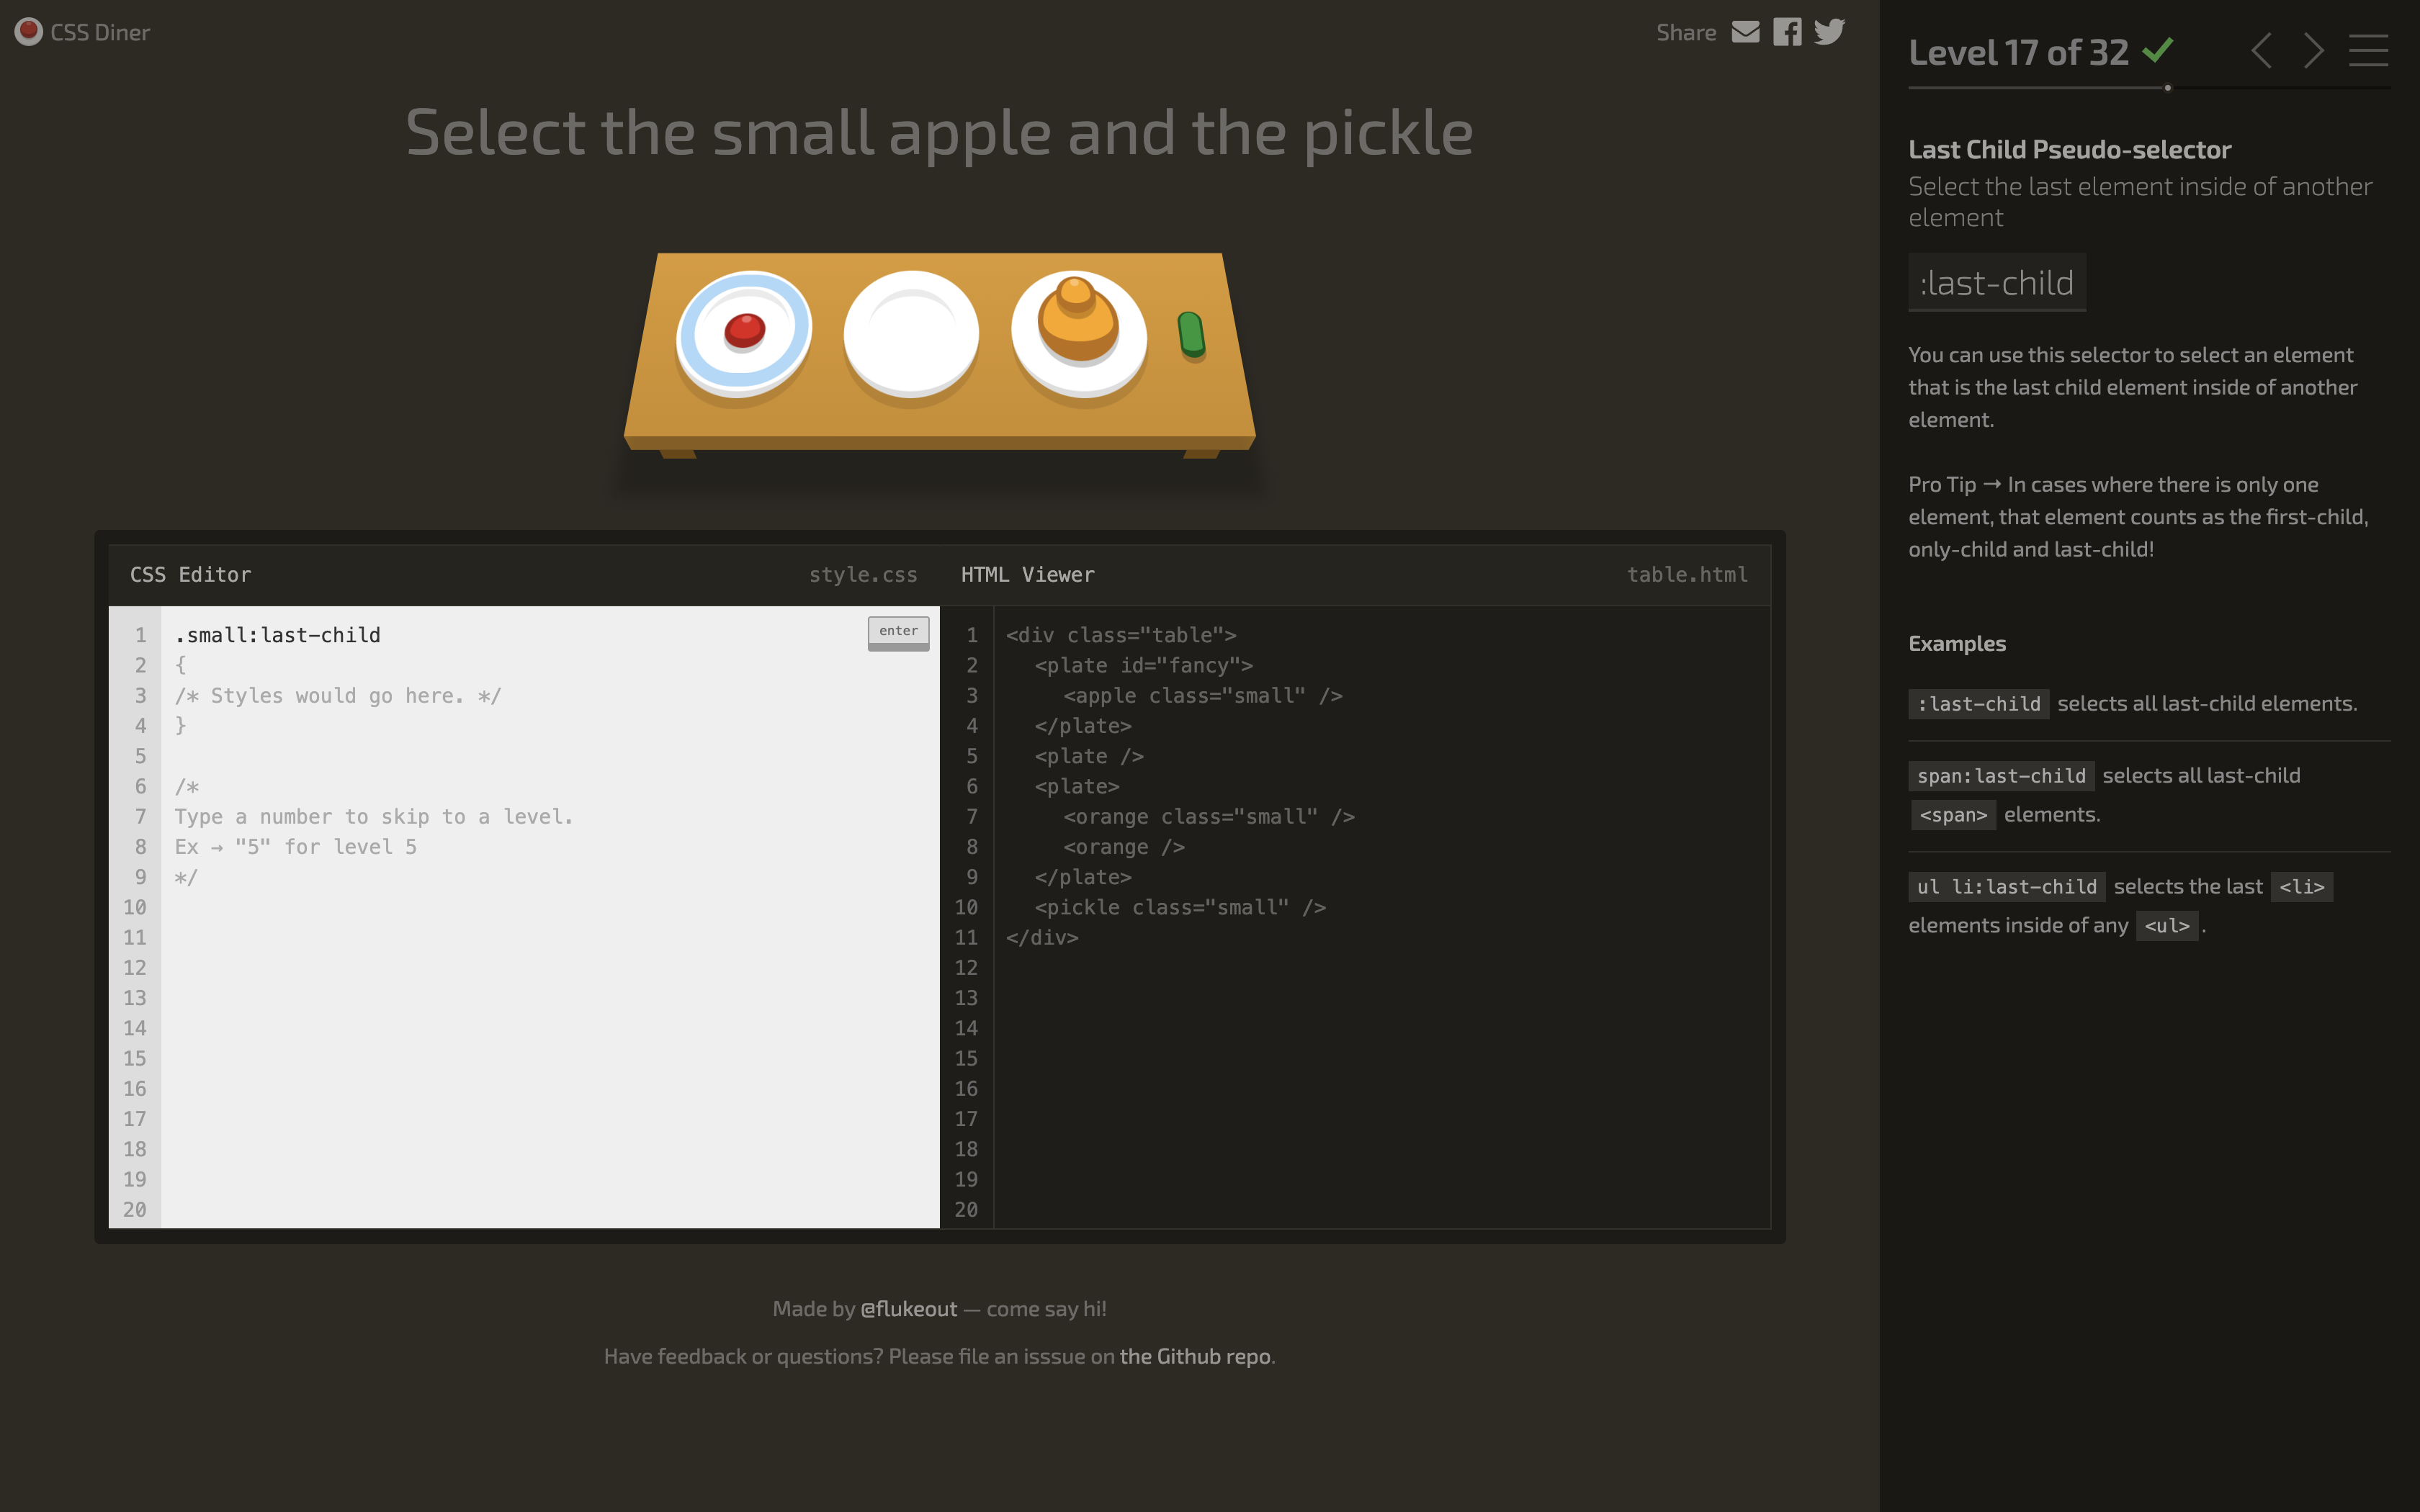 CSS Diner
Share
Select the small apple and the pickle
CSS Editor
style.css
1 .small:last-child
enter
2 {
3 /* Styles would go here. */
4 }
5
6 /*
7 Type a number to skip to a level.
8 Ex → "5" for level 5
9 */
10
11
12
13
14
15
16
17
18
19
20
HTML Viewer
table.html
1 <div class="table">
2 <plate id="fancy">
3 <apple class="small" />
4 </plate>
5 <plate />
6 <plate>
7 <orange class="small" />
8 <orange />
9 </plate>
10 <pickle class="small" />
11 </div>
12
13
14
15
16
17
18
19
20
Made by @flukeout — come say hi!
Have feedback or questions? Please file an isssue on the Github repo.
Level 17 of 32
Last Child Pseudo-selector
Select the last element inside of another
element
:last-child
You can use this selector to select an element
that is the last child element inside of another
element.
Pro Tip → In cases where there is only one
element, that element counts as the first-child,
only-child and last-child!
Examples
:last-child selects all last-child elements.
span:last-child selects all last-child
<span> elements.
ul li:last-child selects the last <li>
elements inside of any <ul> .